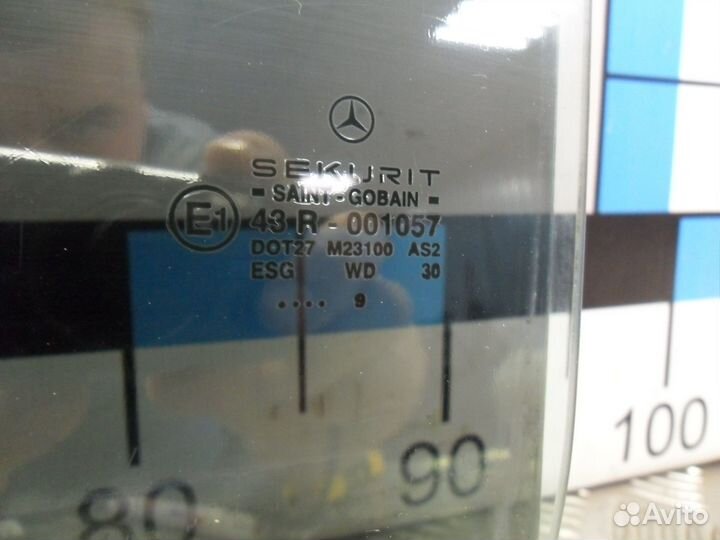 SEKURIT
SAINT-GOBAIN
E1 43 R - 001057
DOT27 M23100 AS2
ESG WD 30
.... 9
80 90 100
Avito